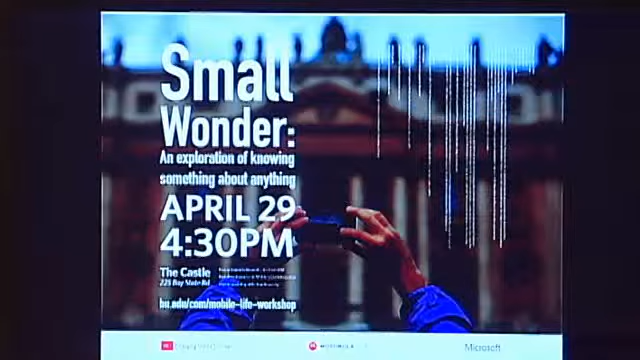 Small
Wonder:
An exploration of knowing
something about anything
APRIL 29
4:30PM
The Castle
225 Bay State Rd
bu.edu/com/mobile-life-workshop
MOTOROLA
Microsoft